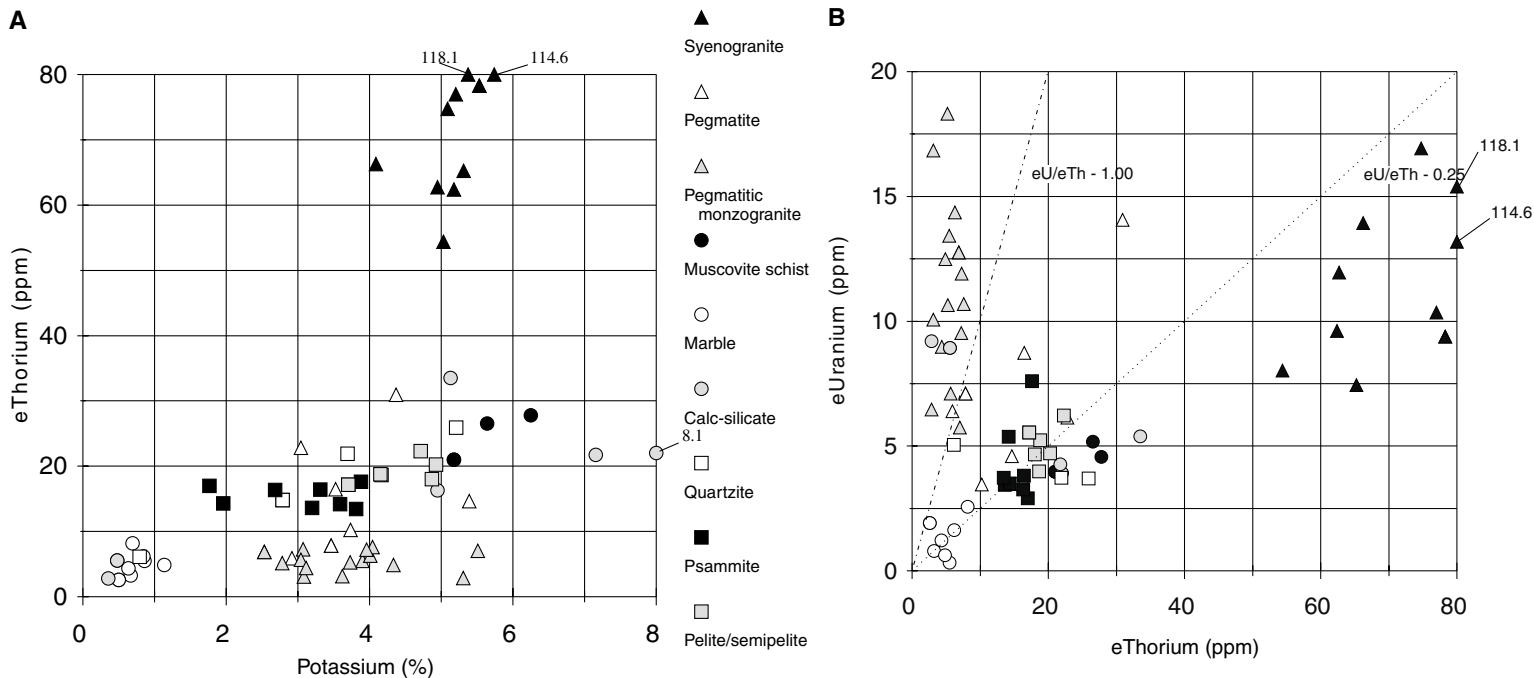 A
118.1
114.6
80
60
40
20
0
eThorium (ppm)
0
2
4
6
8
8.1
Potassium (%)
Syenogranite
Pegmatite
Pegmatitic
monzogranite
Muscovite schist
Marble
Calc-silicate
Quartzite
Psammite
Pelite/semipelite
B
20
15
10
5
0
eUranium (ppm)
eU/eTh - 1.00
eU/eTh - 0.25
118.1
114.6
0
20
40
60
80
eThorium (ppm)